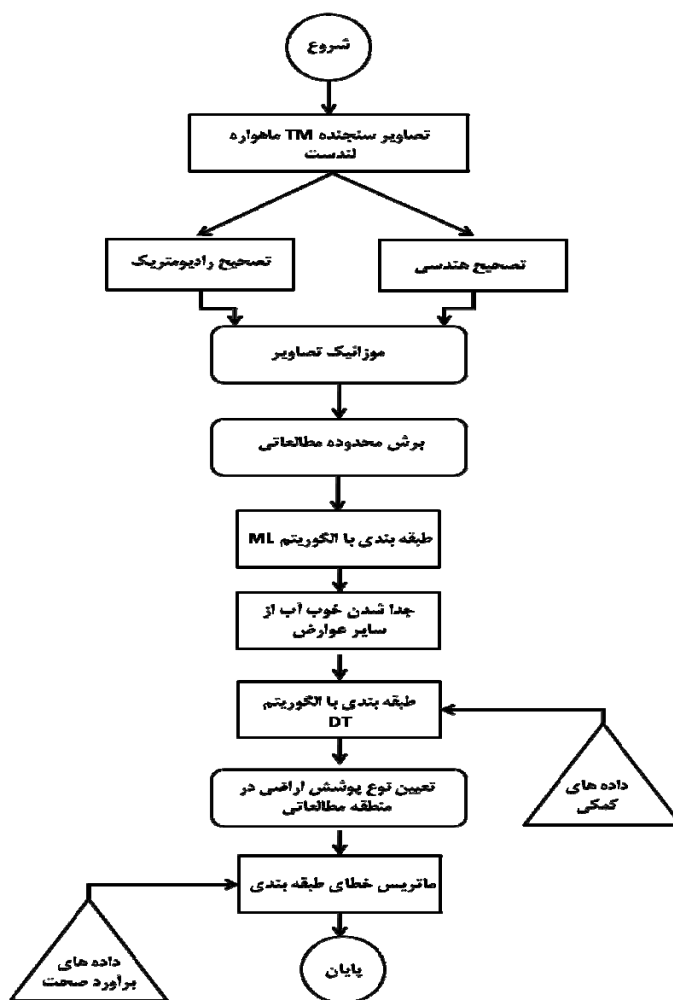 شروع
تصاویر سنجنده TM ماهواره
لندست
تصحیح رادیومتریک
تصحیح هندسی
موزائیک تصاویر
برش محدوده مطالعاتی
طبقه بندی با الگوریتم ML
جدا شدن خوب آب از
سایر عوارض
طبقه بندی با الگوریتم
DT
داده های
کمکی
تعیین نوع پوشش اراضی در
منطقه مطالعاتی
ماتریس خطای طبقه بندی
داده های
برآورد صحت
پایان